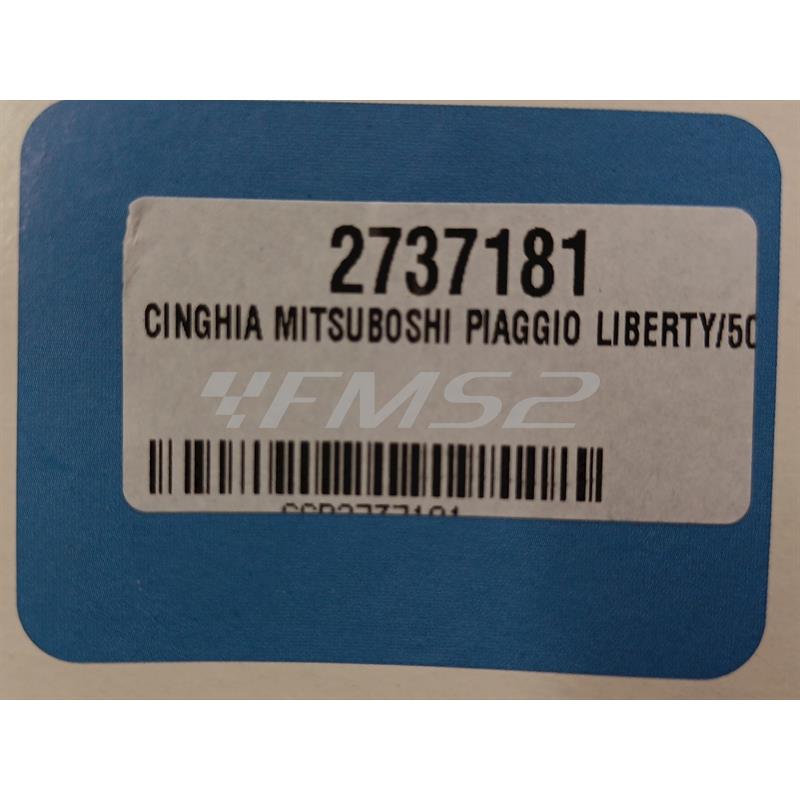 2737181
CINGHIA MITSUBOSHI PIAGGIO LIBERTY/50
FMS2